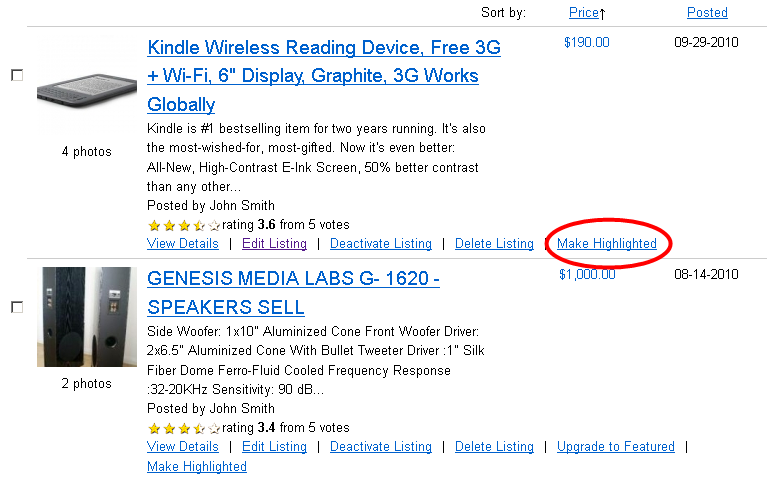 Sort by: Price↑ Posted
Kindle Wireless Reading Device, Free 3G $190.00 09-29-2010
+ Wi-Fi, 6" Display, Graphite, 3G Works
Globally
Kindle is #1 bestselling item for two years running. It's also
4 photos the most-wished-for, most-gifted. Now it's even better:
All-New, High-Contrast E-Ink Screen, 50% better contrast
than any other...
Posted by John Smith
rating 3.6 from 5 votes
View Details | Edit Listing | Deactivate Listing | Delete Listing | Make Highlighted
GENESIS MEDIA LABS G- 1620 - $1,000.00 08-14-2010
SPEAKERS SELL
Side Woofer: 1x10" Aluminized Cone Front Woofer Driver:
2x6.5" Aluminized Cone With Bullet Tweeter Driver :1" Silk
Fiber Dome Ferro-Fluid Cooled Frequency Response
2 photos :32-20KHz Sensitivity: 90 dB...
Posted by John Smith
rating 3.4 from 5 votes
View Details | Edit Listing | Deactivate Listing | Delete Listing | Upgrade to Featured |
Make Highlighted